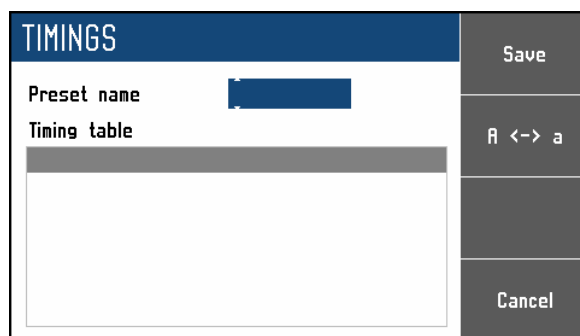 TIMINGS
Save
Preset name
Timing table
A <-> a
Cancel